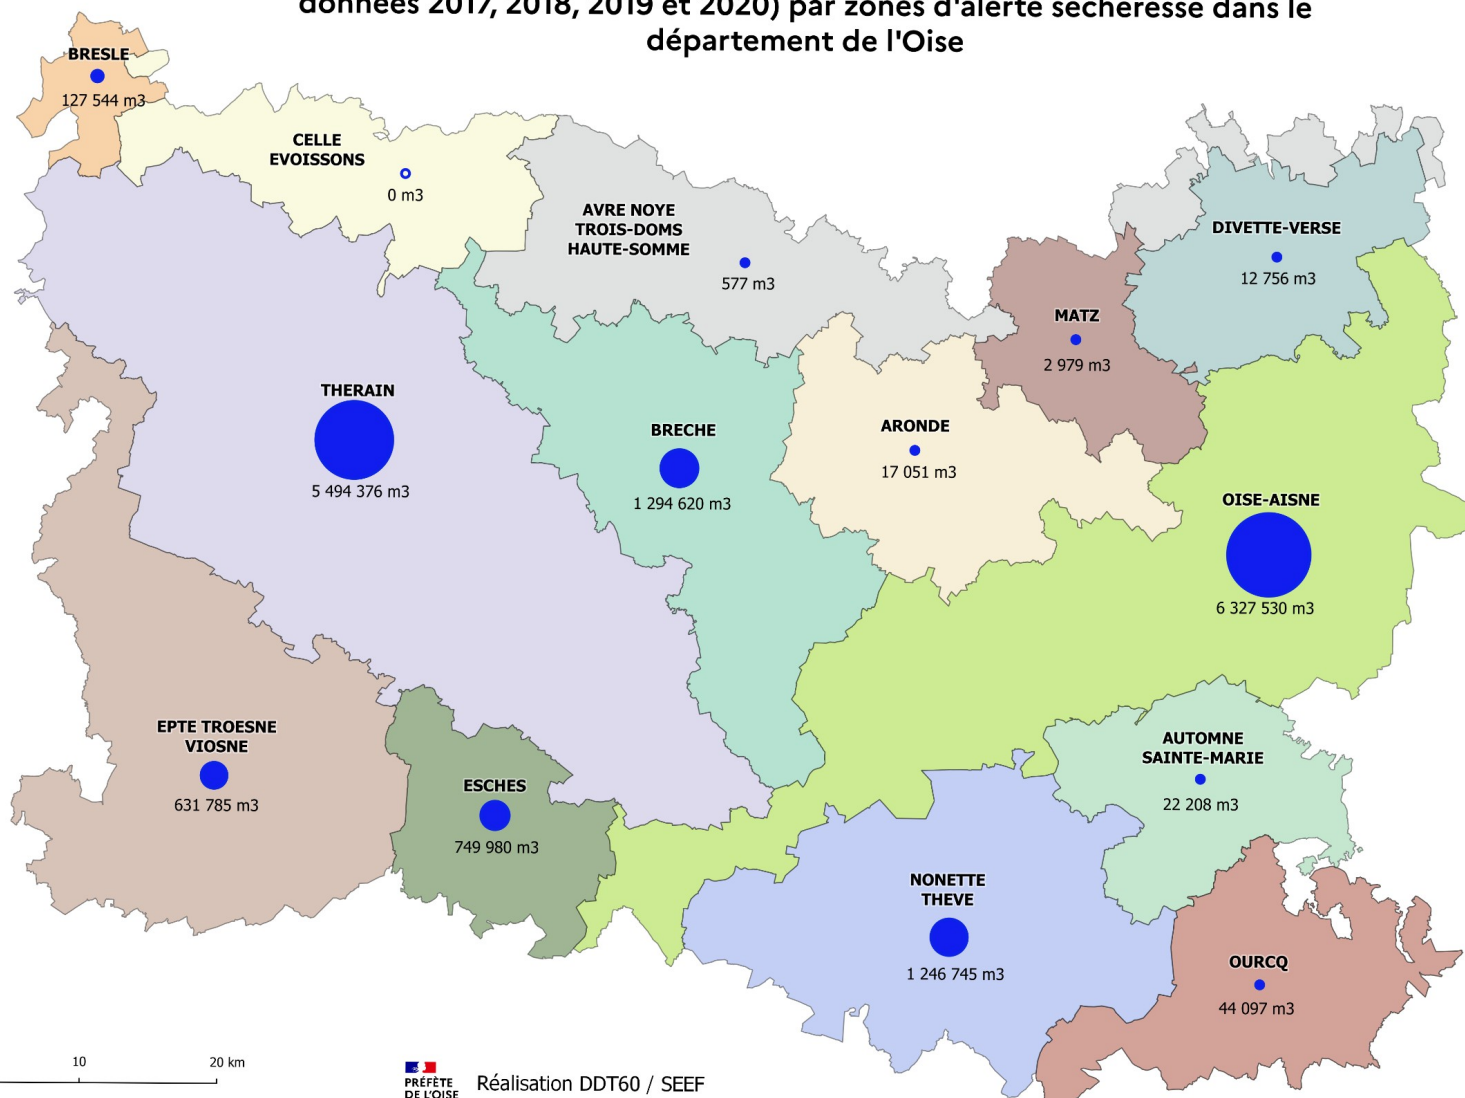 données 2017, 2018, 2019 et 2020) par zones d'alerte sécheresse dans le
département de l'Oise
BRESLE
127 544 m3
CELLE
EVOISSONS
0 m3
AVRE NOYE
TROIS-DOMS
HAUTE-SOMME
577 m3
DIVETTE-VERSE
12 756 m3
MATZ
2 979 m3
THERAIN
5 494 376 m3
BRECHE
1 294 620 m3
ARONDE
17 051 m3
OISE-AISNE
6 327 530 m3
EPTE TROESNE
VIOSNE
631 785 m3
ESCHES
749 980 m3
AUTOMNE
SAINTE-MARIE
22 208 m3
NONETTE
THEVE
1 246 745 m3
OURCQ
44 097 m3
10
20 km
PRÉFÈTE
DE L'OISE
Réalisation DDT60 / SEEF